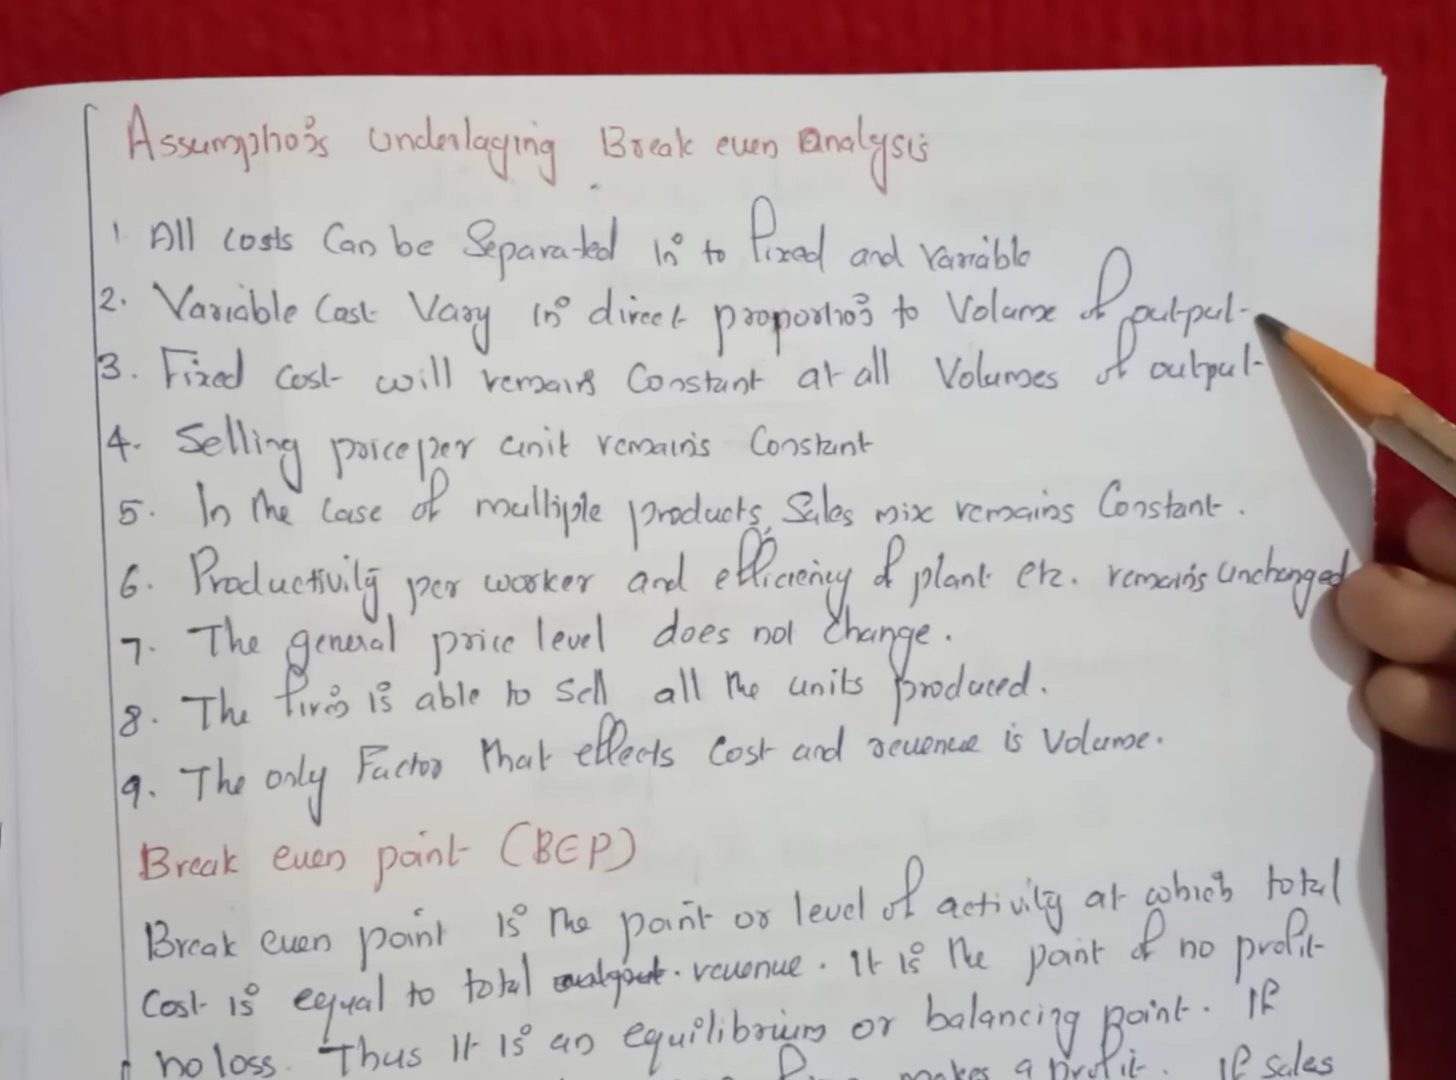 Assumptions underlaying Break even analysis
1. All costs Can be Separated in to fixed and variable
2. Variable Cost Vary in direct proportion to Volume of output
3. Fixed cost will remains Constant at all Volumes of output
4. Selling price per unit remains Constant
5. In the case of multiple products, Sales mix remains Constant.
6. Productivity per worker and efficiency of plant etc. remains Unchanged
7. The general price level does not change.
8. The firm is able to sell all the units produced.
9. The only Factor that effects Cost and revenue is Volume.
Break even point (BEP)
Break even point is the point or level of activity at which total
Cost is equal to total revenue. It is the point of no profit
no loss. Thus it is an equilibrium or balancing point. If
makes a profit. If sales